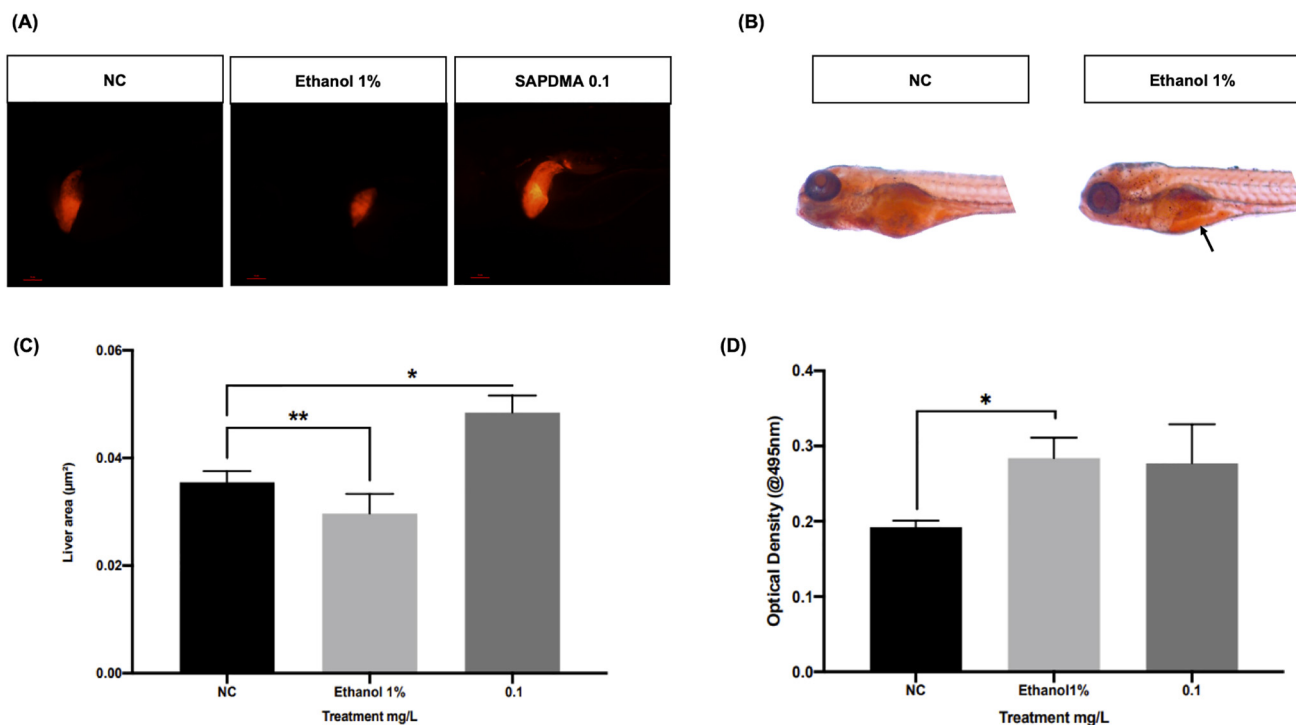 (A)
NC
Ethanol 1%
SAPDMA 0.1
(B)
NC
Ethanol 1%
(C)
Liver area (µm²)
0.06
0.04
0.02
0.00
*
**
NC
Ethanol 1%
0.1
Treatment mg/L
(D)
Optical Density (@495nm)
0.4
0.3
0.2
0.1
0.0
*
NC
Ethanol1%
0.1
Treatment mg/L